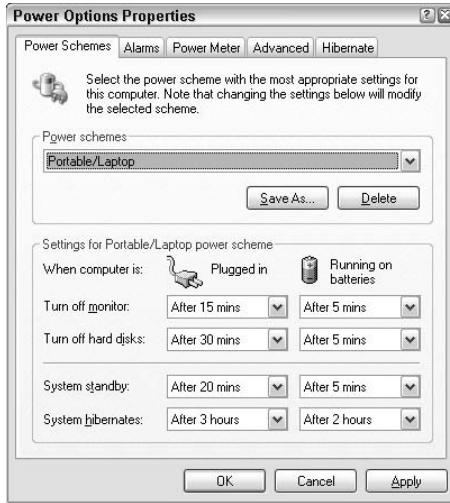 Power Options Properties
Power Schemes Alarms Power Meter Advanced Hibernate
Select the power scheme with the most appropriate settings for
this computer. Note that changing the settings below will modify
the selected scheme.
Power schemes
Portable/Laptop
Save As... Delete
Settings for Portable/Laptop power scheme
When computer is: Plugged in Running on
batteries
Turn off monitor: After 15 mins After 5 mins
Turn off hard disks: After 30 mins After 5 mins
System standby: After 20 mins After 5 mins
System hibernates: After 3 hours After 2 hours
OK Cancel Apply